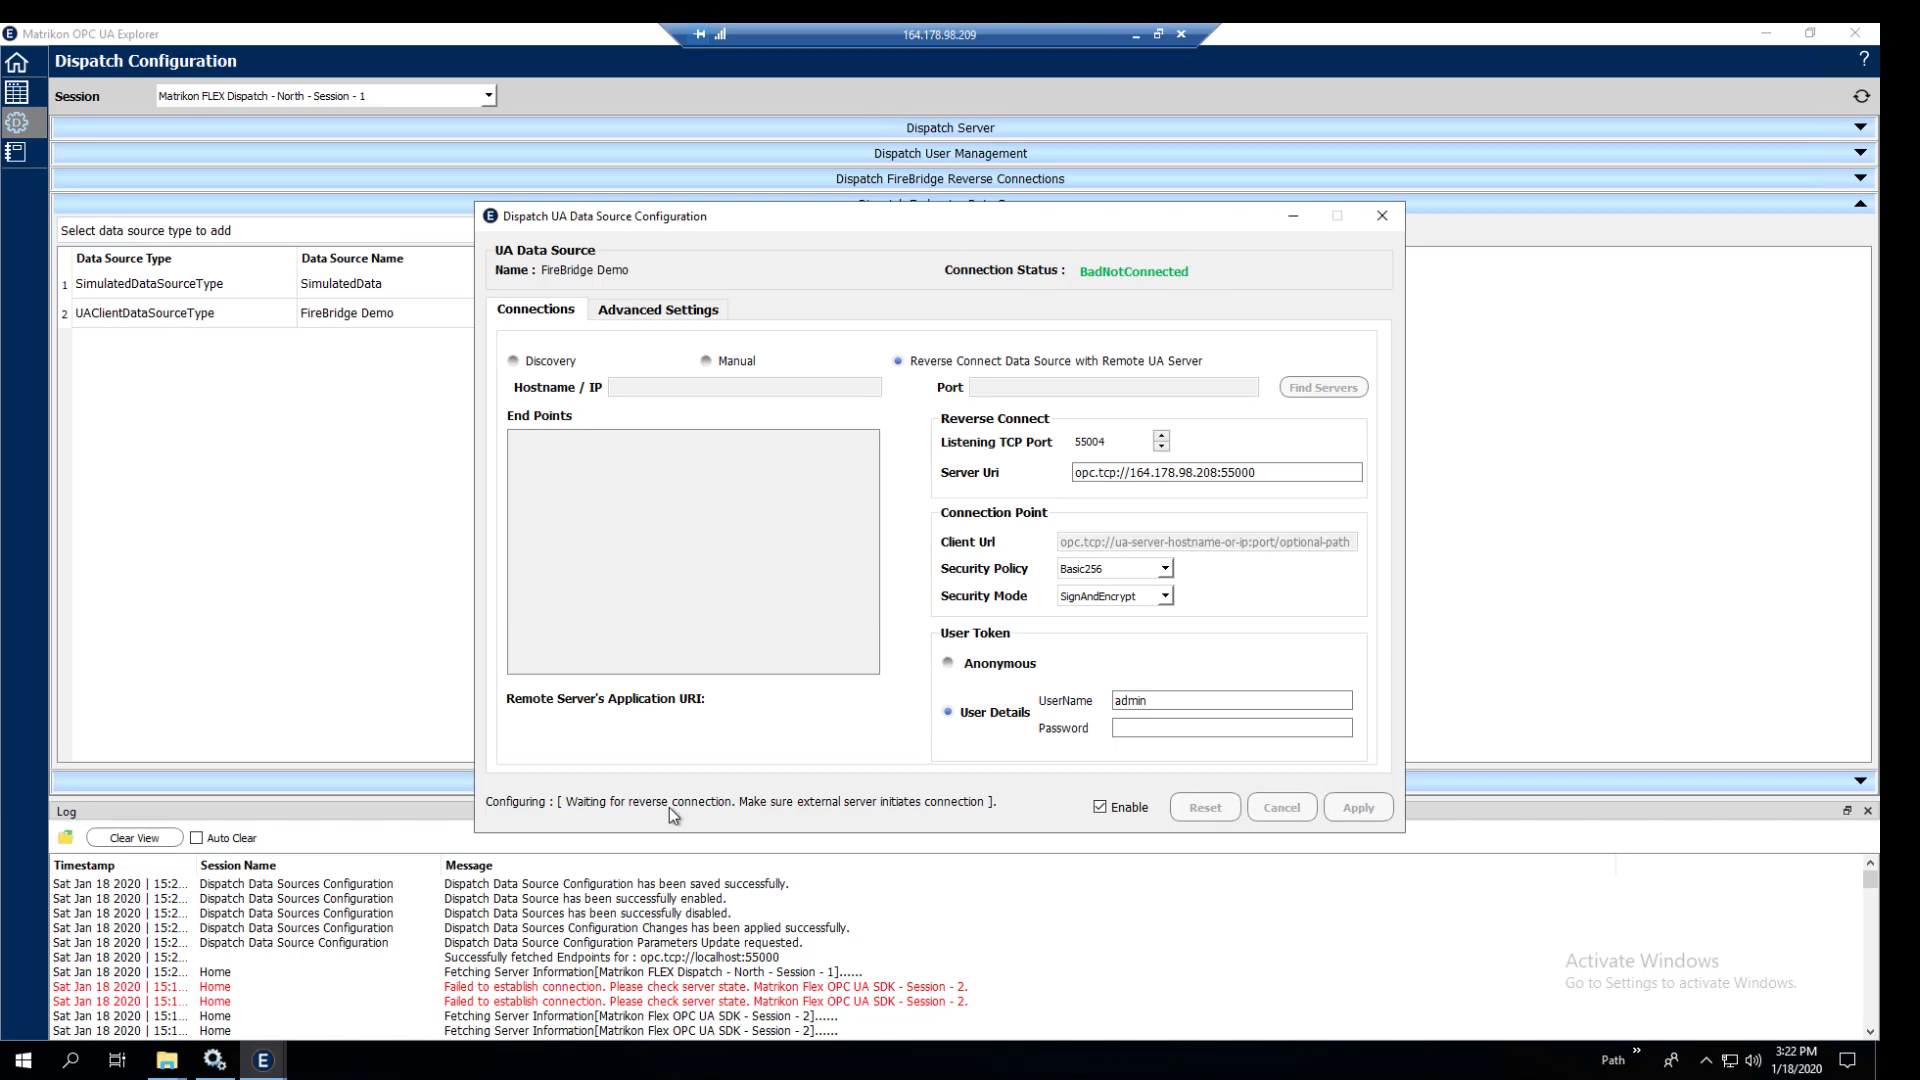 Matrikon OPC UA Explorer
164.178.98.209
Dispatch Configuration
?
Session
Matrikon FLEX Dispatch - North - Session - 1
Dispatch Server
Dispatch User Management
Dispatch FireBridge Reverse Connections
Select data source type to add
Data Source Type Data Source Name
1 SimulatedDataSourceType SimulatedData
2 UAClientDataSourceType FireBridge Demo
Dispatch UA Data Source Configuration
UA Data Source
Name : FireBridge Demo
Connection Status : BadNotConnected
Connections Advanced Settings
Discovery Manual Reverse Connect Data Source with Remote UA Server
Hostname / IP Port Find Servers
End Points
Reverse Connect
Listening TCP Port 55004
Server Uri opc.tcp://164.178.98.208:55000
Connection Point
Client Url opc.tcp://ua-server-hostname-or-ip:port/optional-path
Security Policy Basic256
Security Mode SignAndEncrypt
User Token
Anonymous
User Details
UserName admin
Password
Remote Server's Application URI:
Configuring : [ Waiting for reverse connection. Make sure external server initiates connection ].
Enable Reset Cancel Apply
Log
Clear View Auto Clear
Timestamp Session Name Message
Sat Jan 18 2020 | 15:2... Dispatch Data Sources Configuration Dispatch Data Source Configuration has been saved successfully.
Sat Jan 18 2020 | 15:2... Dispatch Data Sources Configuration Dispatch Data Source has been successfully enabled.
Sat Jan 18 2020 | 15:2... Dispatch Data Sources Configuration Dispatch Data Sources has been successfully disabled.
Sat Jan 18 2020 | 15:2... Dispatch Data Sources Configuration Dispatch Data Sources Configuration Changes has been applied successfully.
Sat Jan 18 2020 | 15:2... Dispatch Data Source Configuration Dispatch Data Source Configuration Parameters Update requested.
Sat Jan 18 2020 | 15:2... Successfully fetched Endpoints for : opc.tcp://localhost:55000
Sat Jan 18 2020 | 15:2... Home Fetching Server Information[Matrikon FLEX Dispatch - North - Session - 1]......
Sat Jan 18 2020 | 15:1... Home Failed to establish connection. Please check server state. Matrikon Flex OPC UA SDK - Session - 2.
Sat Jan 18 2020 | 15:1... Home Failed to establish connection. Please check server state. Matrikon Flex OPC UA SDK - Session - 2.
Sat Jan 18 2020 | 15:1... Home Fetching Server Information[Matrikon Flex OPC UA SDK - Session - 2]......
Sat Jan 18 2020 | 15:1... Home Fetching Server Information[Matrikon Flex OPC UA SDK - Session - 2]......
Activate Windows
Go to Settings to activate Windows.
Path
3:22 PM
1/18/2020